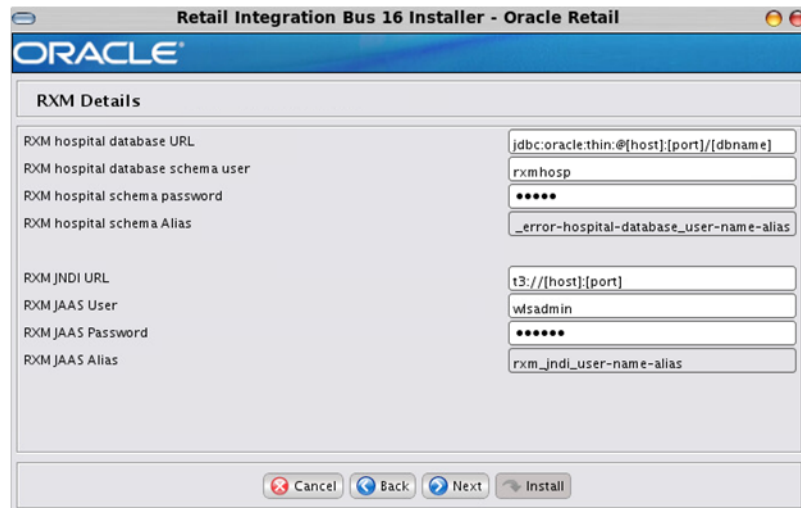 Retail Integration Bus 16 Installer - Oracle Retail
ORACLE
RXM Details
RXM hospital database URL jdbc:oracle:thin:@[host]:[port]/[dbname]
RXM hospital database schema user rxmhosp
RXM hospital schema password •••••
RXM hospital schema Alias _error-hospital-database_user-name-alias
RXM JNDI URL t3://[host]:[port]
RXM JAAS User wlsadmin
RXM JAAS Password ••••••
RXM JAAS Alias rxm_jndi_user-name-alias
Cancel Back Next Install